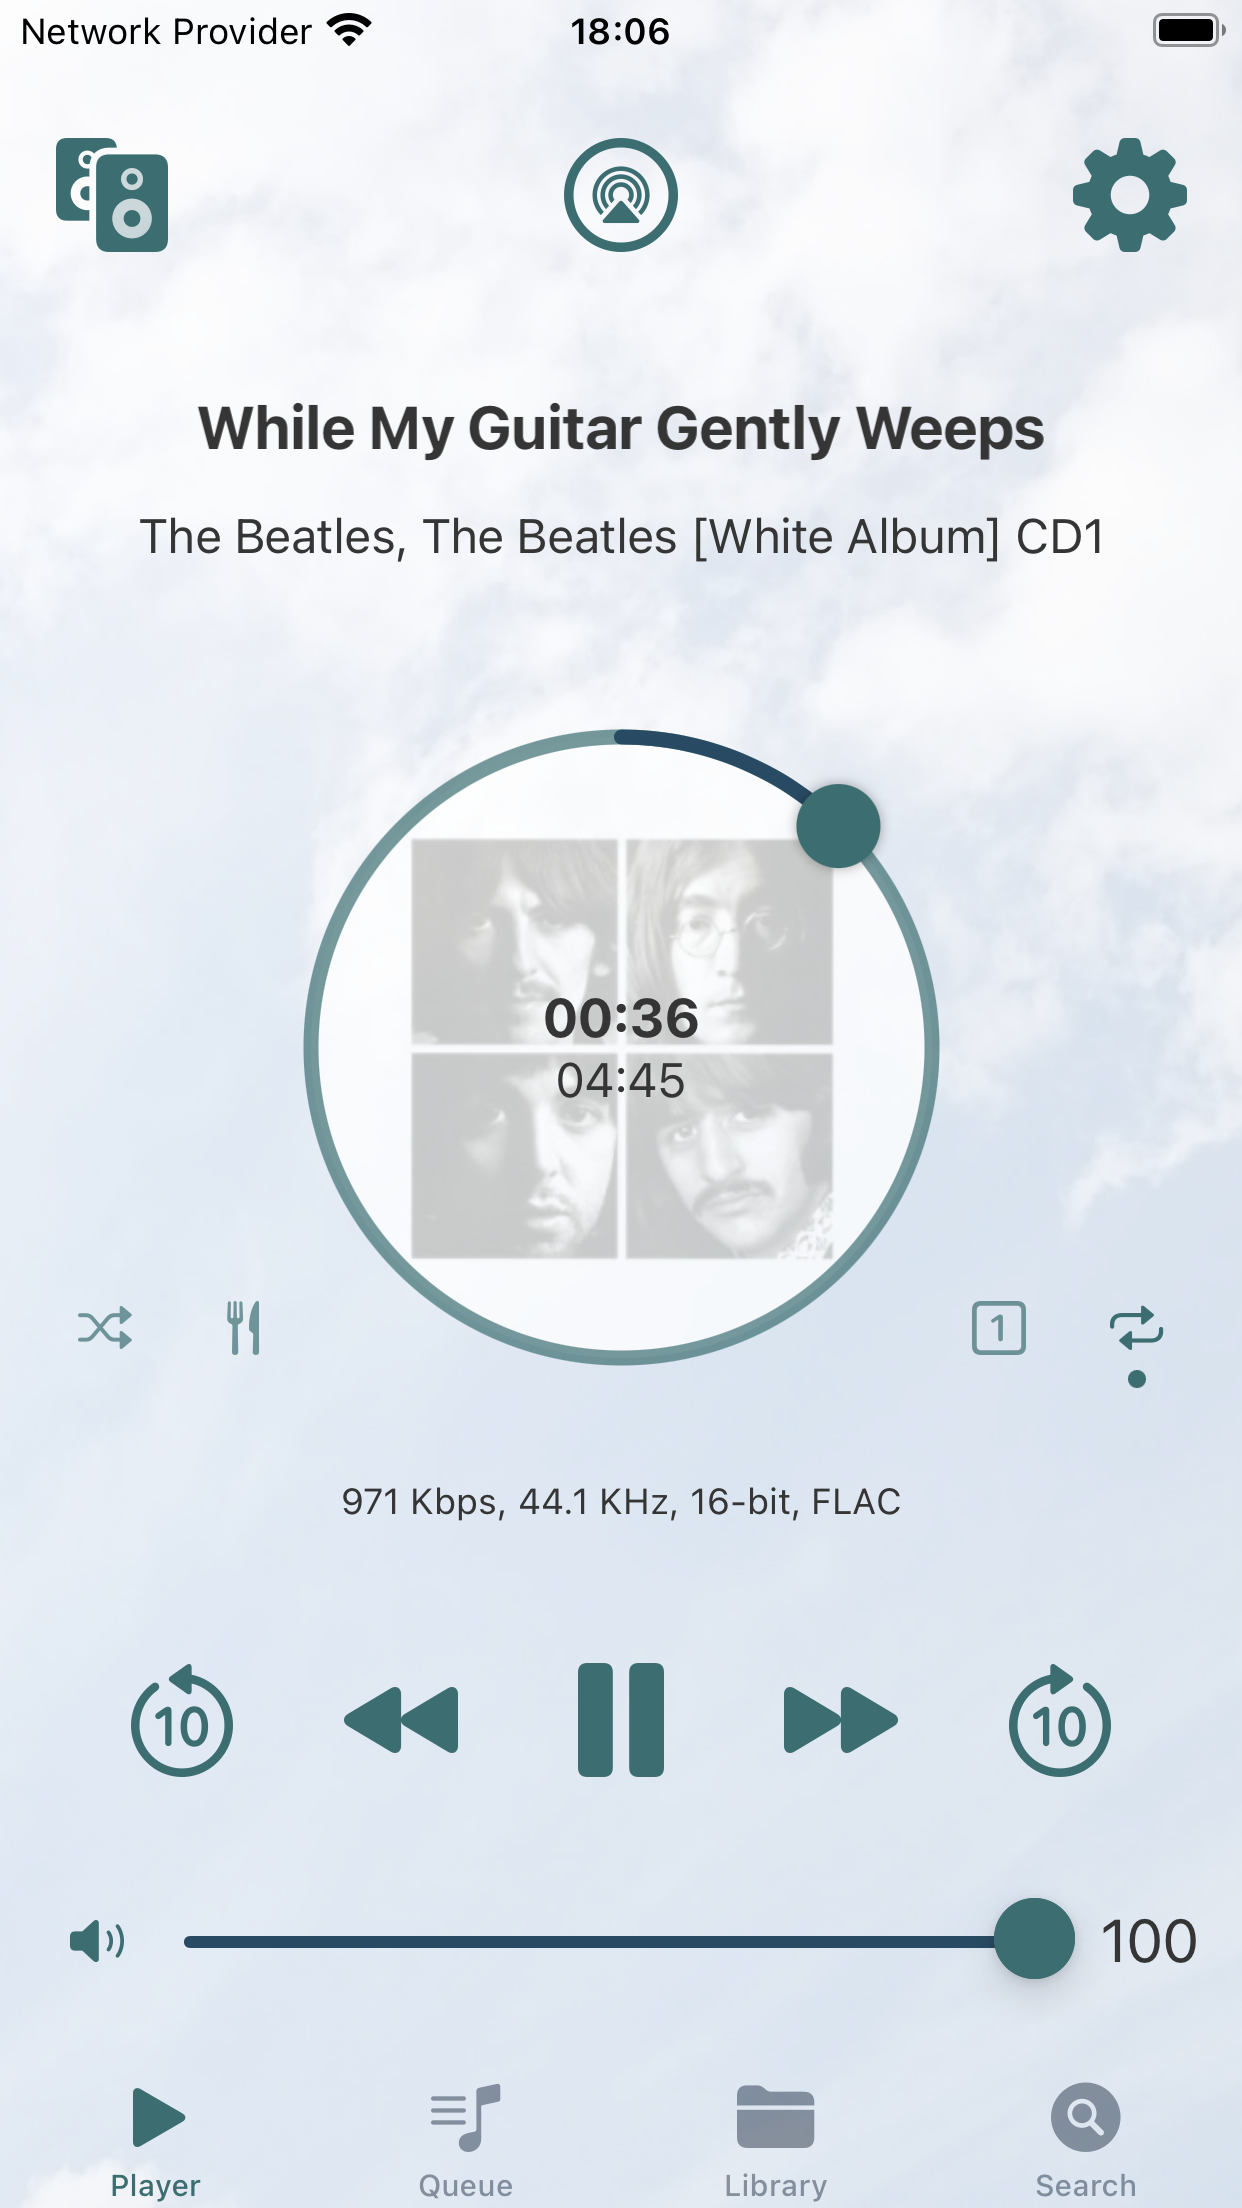 Network Provider 18:06
While My Guitar Gently Weeps
The Beatles, The Beatles [White Album] CD1
00:36
04:45
1
971 Kbps, 44.1 KHz, 16-bit, FLAC
10 10
100
Player Queue Library Search